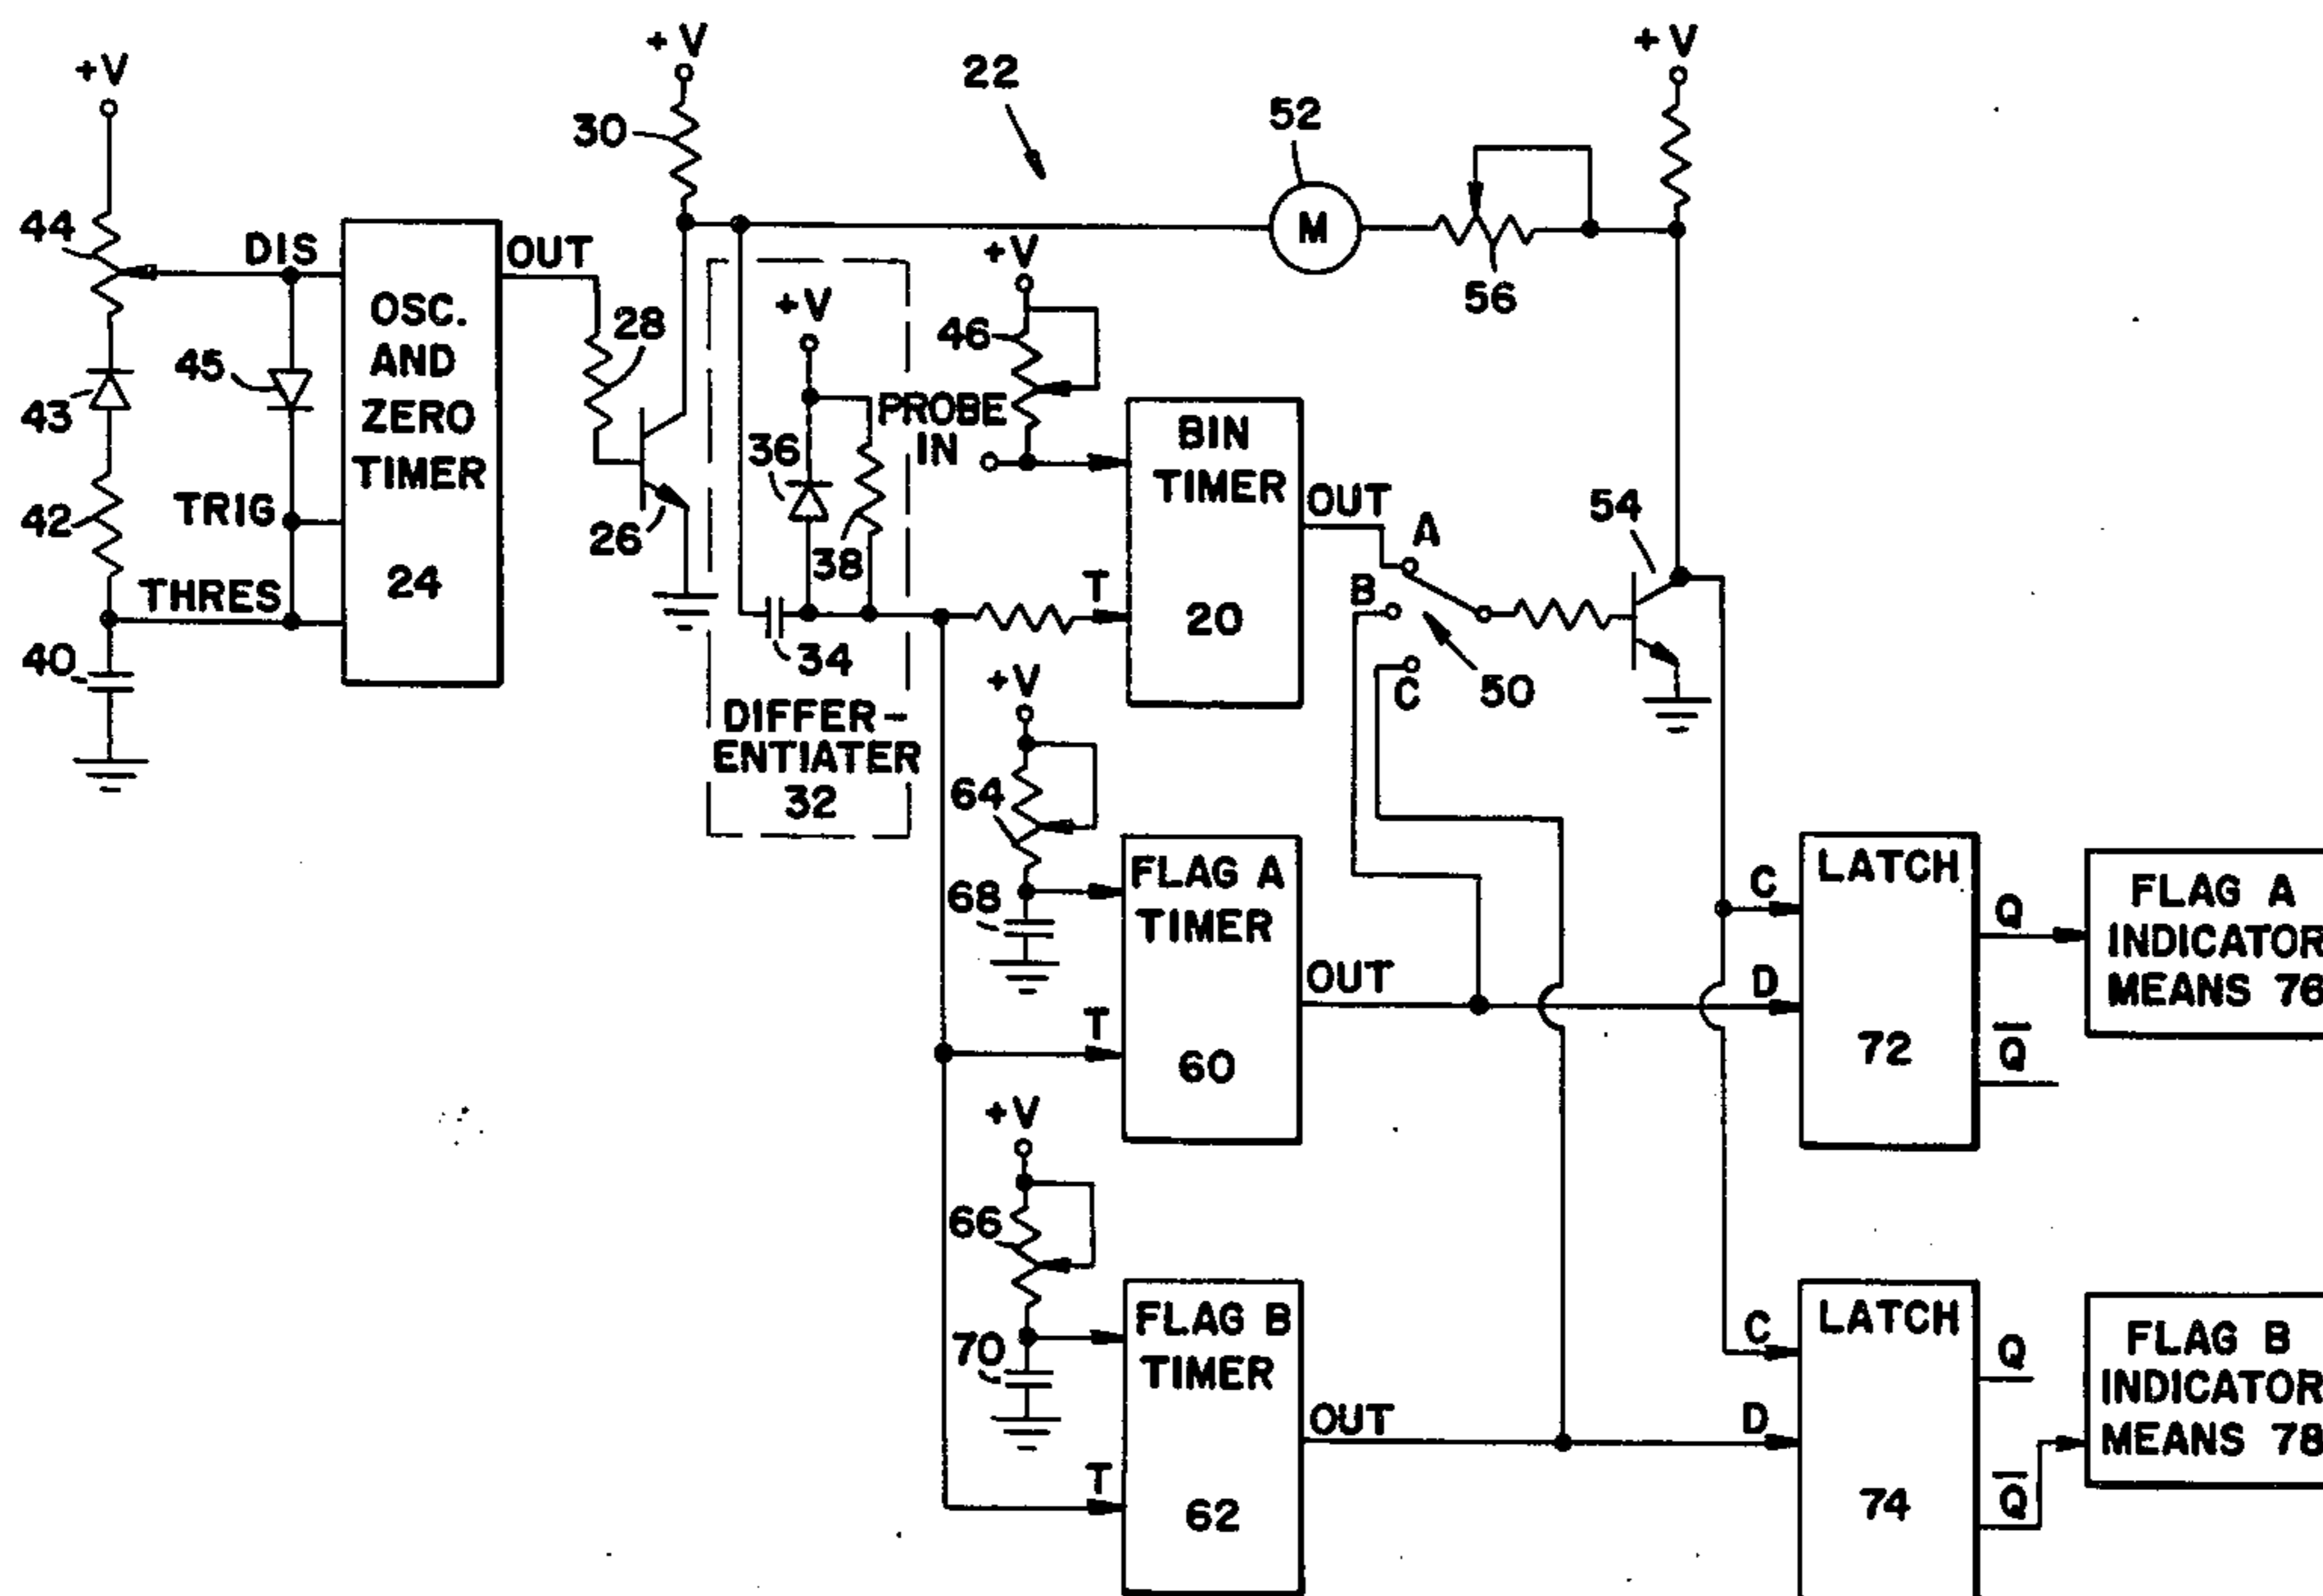 +V
+V
+V
22
52
30
44
DIS
OUT
M
56
OSC.
AND
ZERO
TIMER
24
28
+V
+V
46
45
43
36
PROBE
IN
BIN
TIMER
20
OUT
A
54
42
TRIG
26
38
T
B
THRES
40
34
C
50
DIFFER-
ENTIATER
32
+V
64
68
FLAG A
TIMER
60
OUT
T
C
LATCH
72
D
Q
Q̅
FLAG A
INDICATOR
MEANS 76
+V
66
70
FLAG B
TIMER
62
OUT
T
C
LATCH
74
D
Q
Q̅
FLAG B
INDICATOR
MEANS 78